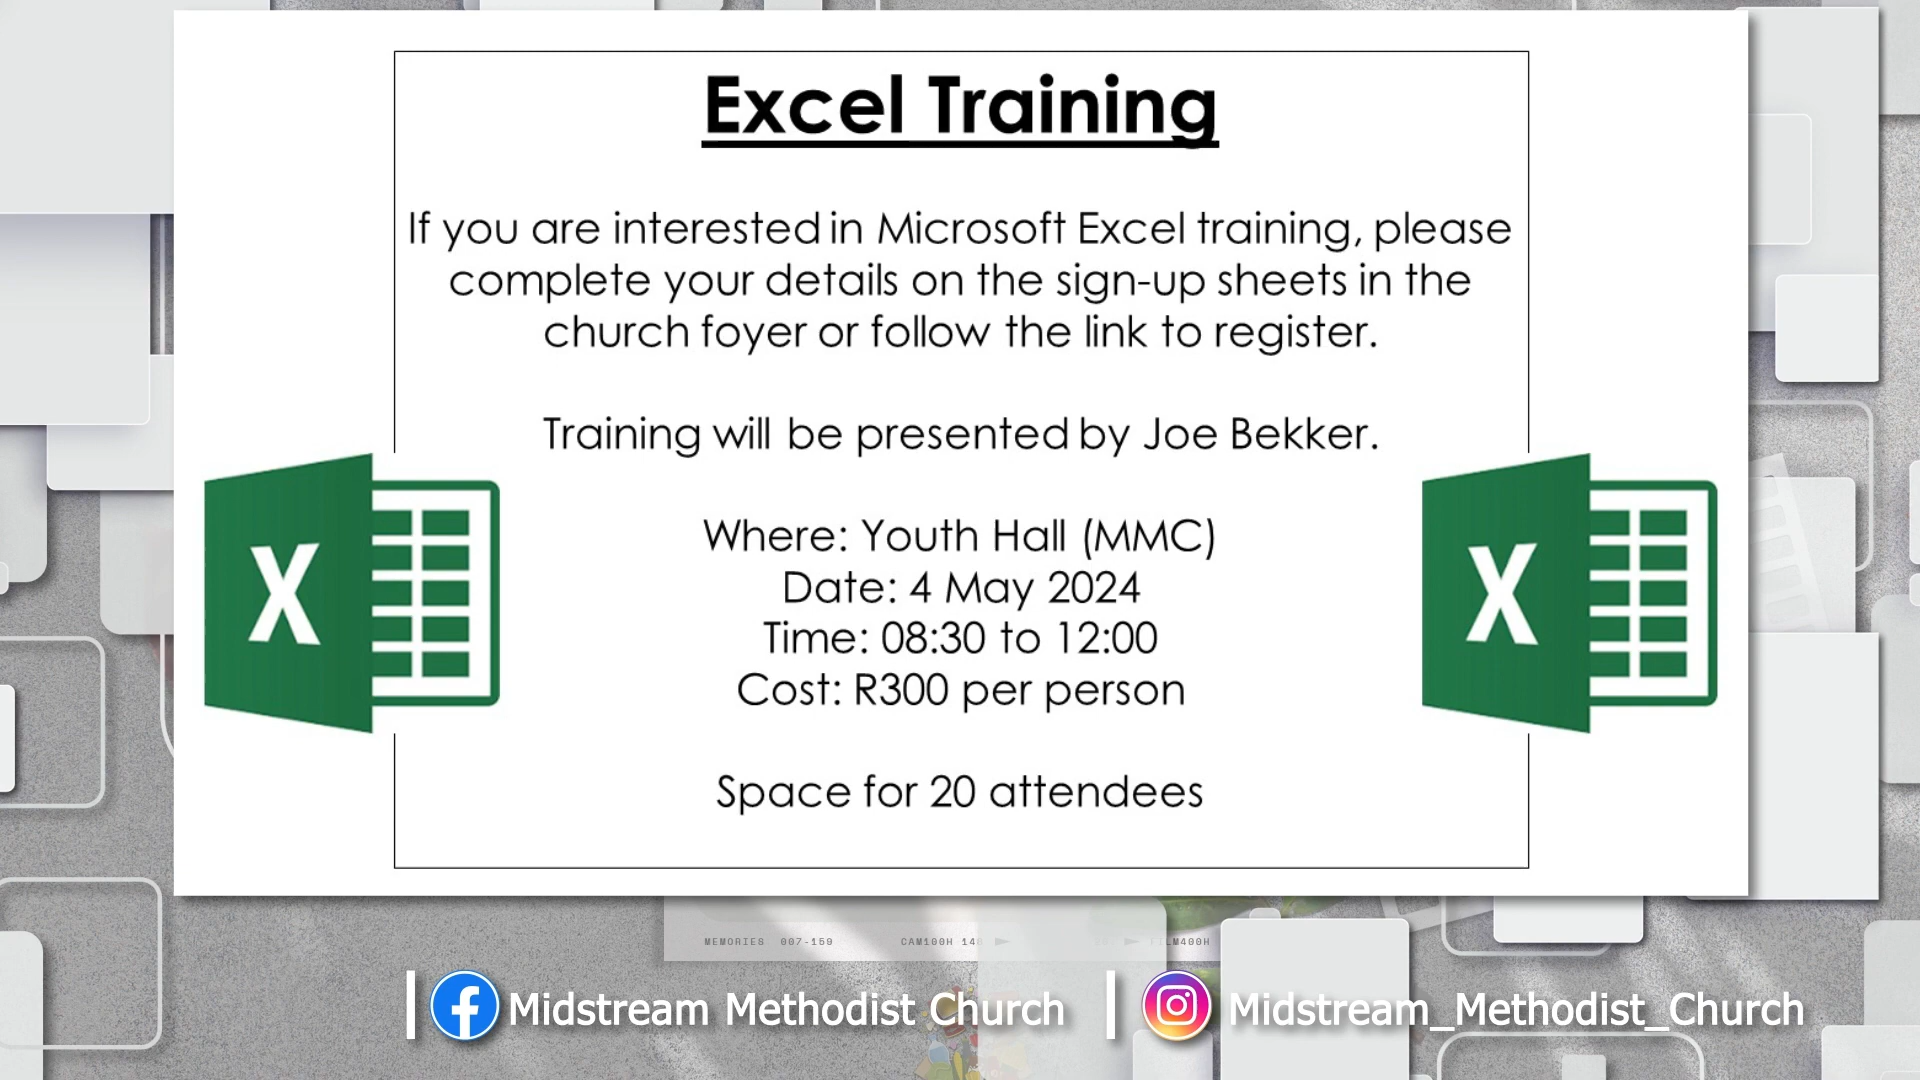 Excel Training
If you are interested in Microsoft Excel training, please
complete your details on the sign-up sheets in the
church foyer or follow the link to register.
Training will be presented by Joe Bekker.
Where: Youth Hall (MMC)
Date: 4 May 2024
Time: 08:30 to 12:00
Cost: R300 per person
Space for 20 attendees
X
X
MEMORIES 007-159 CAM100H
Midstream Methodist Church
Midstream_Methodist_Church